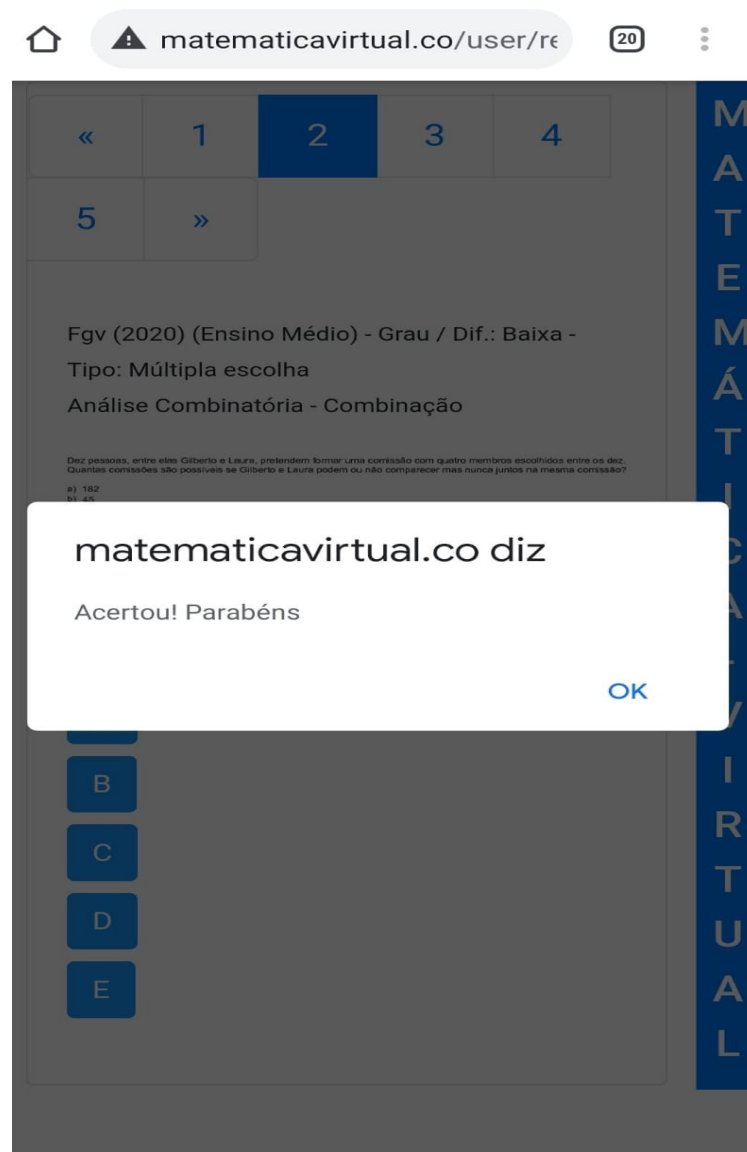 matematicavirtual.co/user/re
20
« 1 2 3 4
5 »
Fgv (2020) (Ensino Médio) - Grau / Dif.: Baixa -
Tipo: Múltipla escolha
Análise Combinatória - Combinação
Dez pessoas, entre elas Gilberto e Laura, pretendem formar uma comissão com quatro membros escolhidos entre os dez.
Quantas comissões são possíveis se Gilberto e Laura podem ou não comparecer mas nunca juntos na mesma comissão?
a) 182
b) 45
matematicavirtual.co diz
Acertou! Parabéns
OK
B
C
D
E
M
A
T
E
M
Á
T
I
C
A
-
V
I
R
T
U
A
L